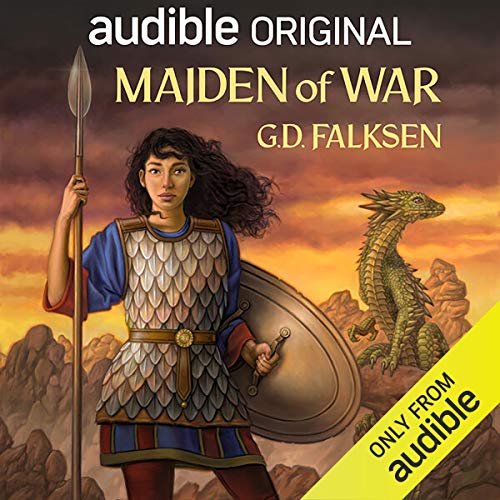 audible ORIGINAL
MAIDEN of WAR
G.D. FALKSEN
ONLY FROM
audible